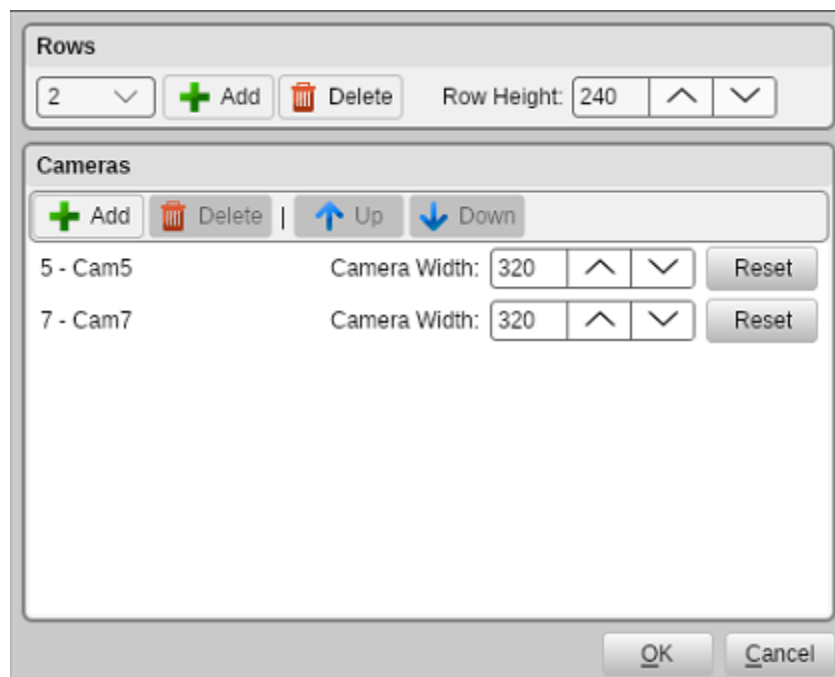 Rows
2 Add Delete Row Height: 240
Cameras
Add Delete | Up Down
5 - Cam5 Camera Width: 320 Reset
7 - Cam7 Camera Width: 320 Reset
OK Cancel